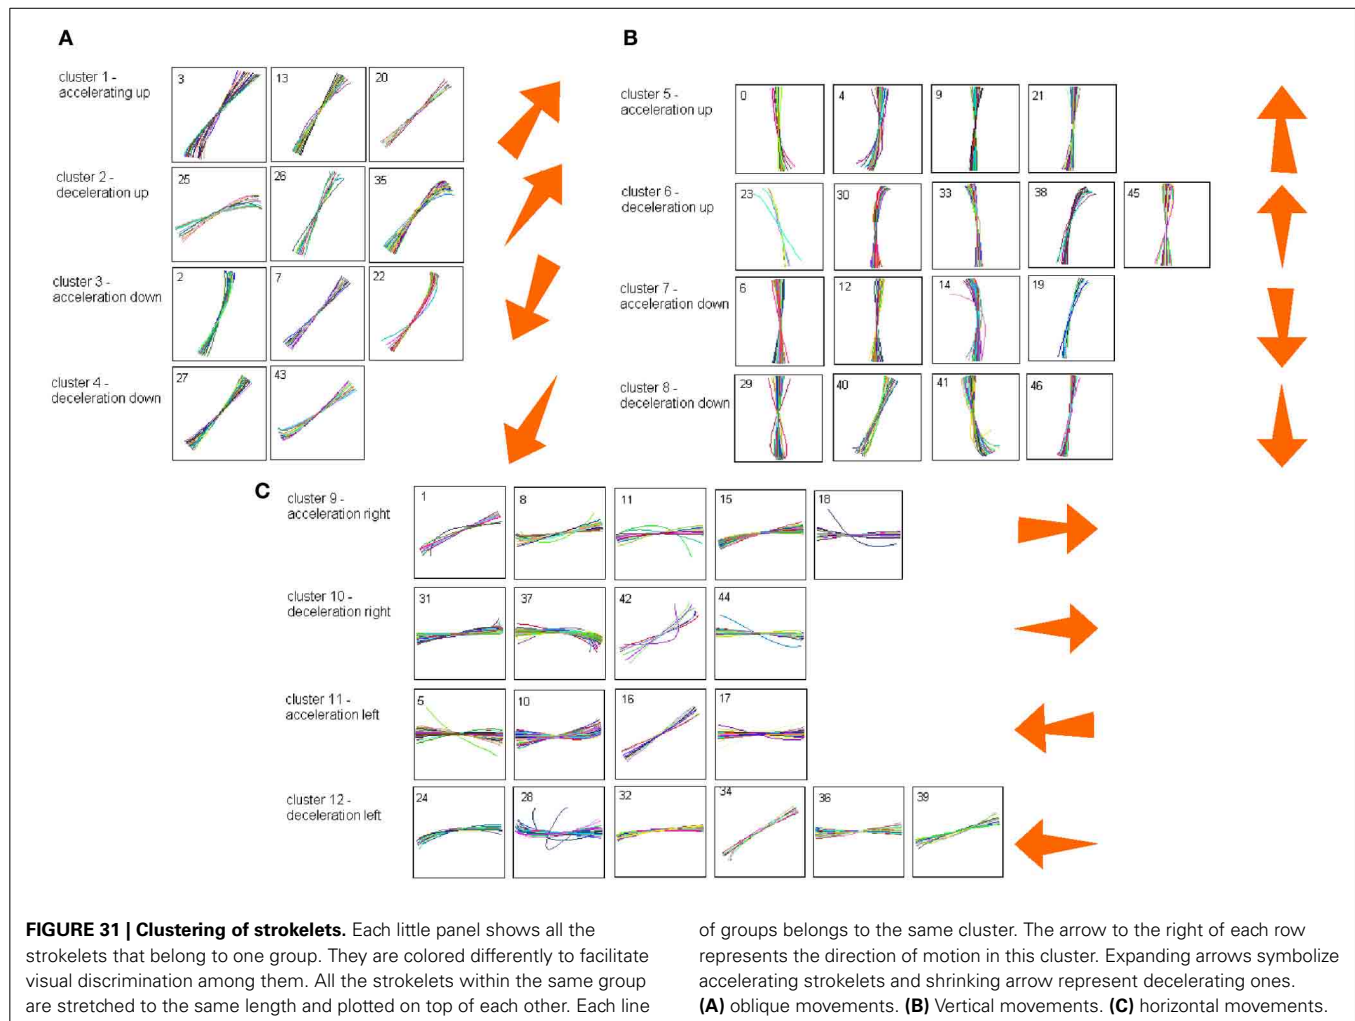 A
cluster 1 -
accelerating up
3 13 20
cluster 2 -
deceleration up
25 26 35
cluster 3 -
acceleration down
2 7 22
cluster 4 -
deceleration down
27 43
B
cluster 5 -
acceleration up
0 4 9 21
cluster 6 -
deceleration up
23 30 33 38 45
cluster 7 -
acceleration down
6 12 14 19
cluster 8 -
deceleration down
29 40 41 46
C
cluster 9 -
acceleration right
1 8 11 15 18
cluster 10 -
deceleration right
31 37 42 44
cluster 11 -
acceleration left
5 10 16 17
cluster 12 -
deceleration left
24 28 32 34 36 39
FIGURE 31 | Clustering of strokelets. Each little panel shows all the
strokelets that belong to one group. They are colored differently to facilitate
visual discrimination among them. All the strokelets within the same group
are stretched to the same length and plotted on top of each other. Each line
of groups belongs to the same cluster. The arrow to the right of each row
represents the direction of motion in this cluster. Expanding arrows symbolize
accelerating strokelets and shrinking arrow represent decelerating ones.
(A) oblique movements. (B) Vertical movements. (C) horizontal movements.